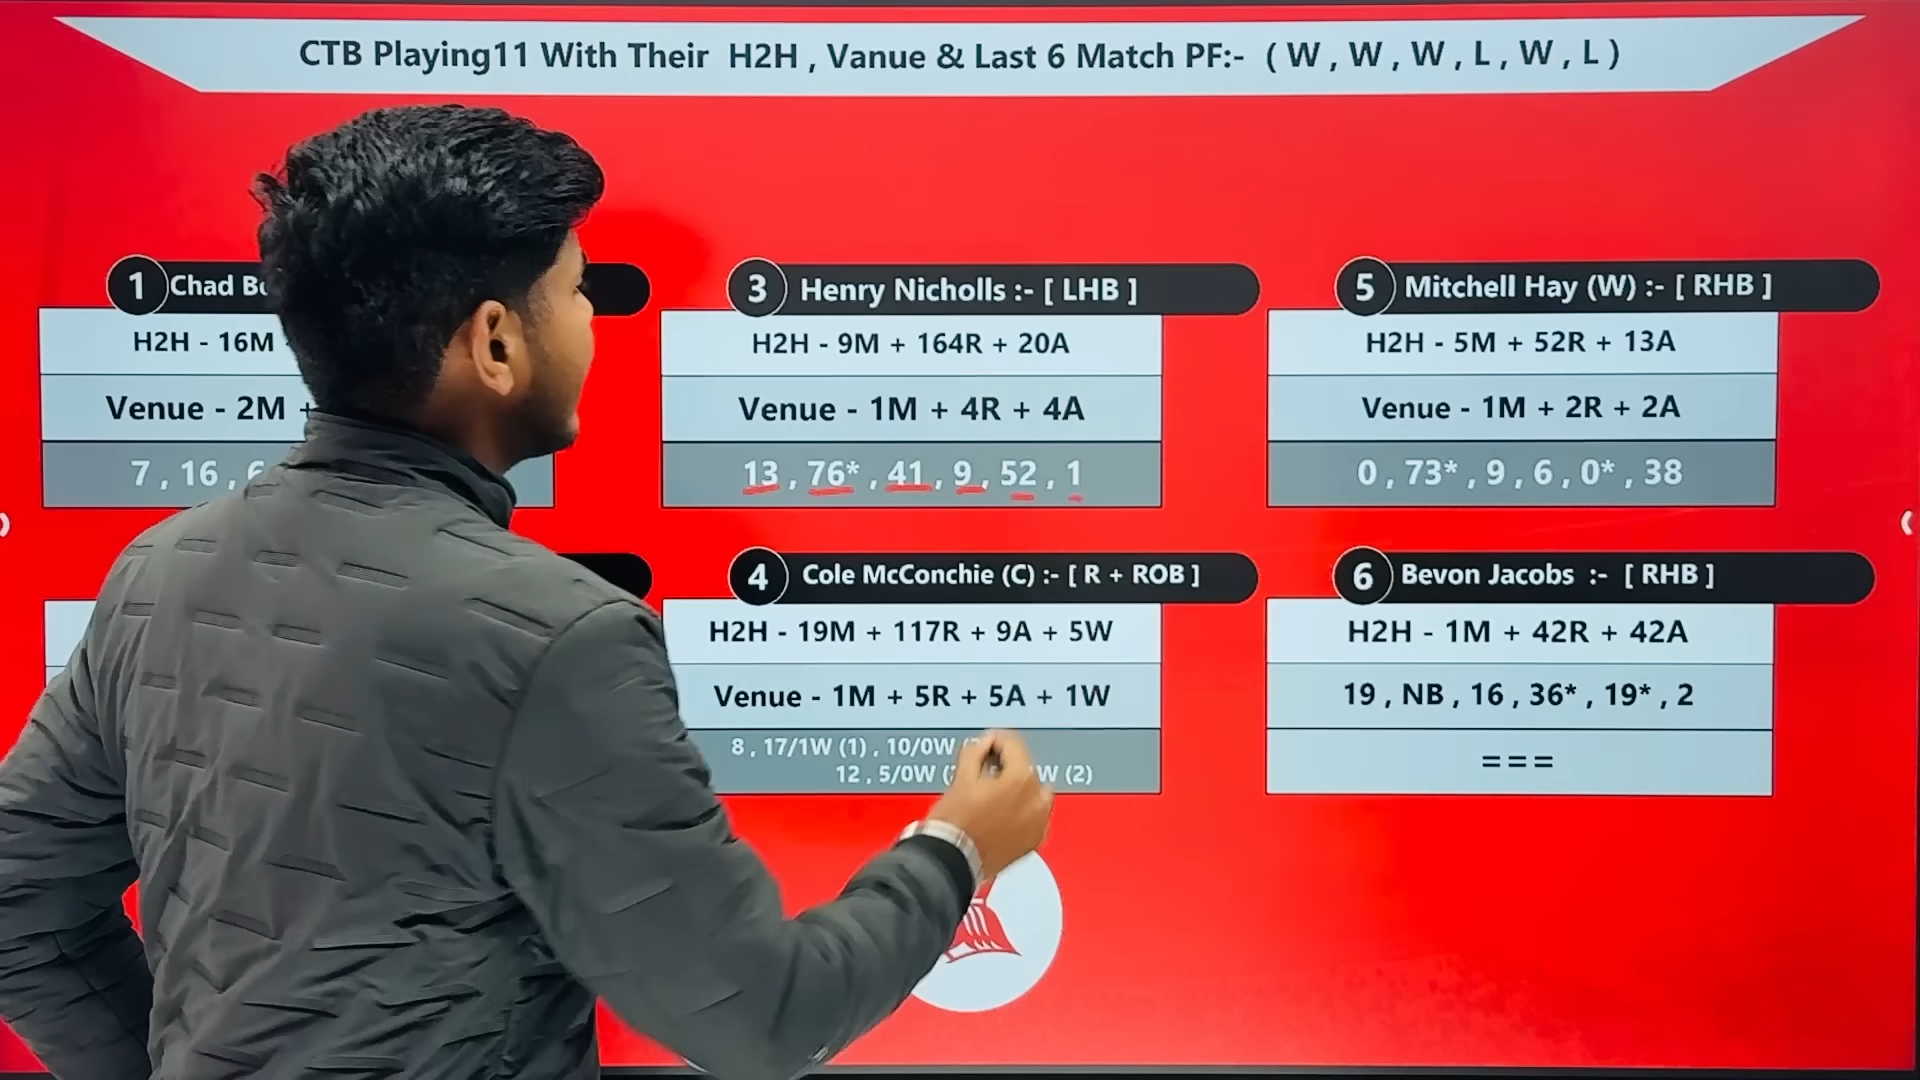 CTB Playing11 With Their H2H , Vanue & Last 6 Match PF:- ( W , W , W , L , W , L )
1 Chad
H2H - 16M
Venue - 2M +
7 , 16 ,
3 Henry Nicholls :- [ LHB ]
H2H - 9M + 164R + 20A
Venue - 1M + 4R + 4A
13 , 76* , 41 , 9 , 52 , 1
4 Cole McConchie (C) :- [ R + ROB ]
H2H - 19M + 117R + 9A + 5W
Venue - 1M + 5R + 5A + 1W
8 , 17/1W (1) , 10/0W
12 , 5/0W W (2)
5 Mitchell Hay (W) :- [ RHB ]
H2H - 5M + 52R + 13A
Venue - 1M + 2R + 2A
0 , 73* , 9 , 6 , 0* , 38
6 Bevon Jacobs :- [ RHB ]
H2H - 1M + 42R + 42A
19 , NB , 16 , 36* , 19* , 2
===